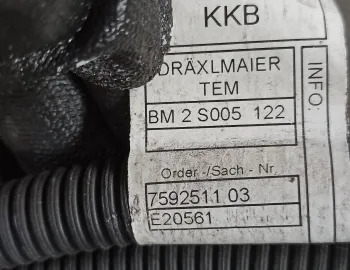 KKB
DRÄXLMAIER
TEM
BM 2 S005 122
INFO:
Order -/Sach - Nr.
7592511 03
E20561